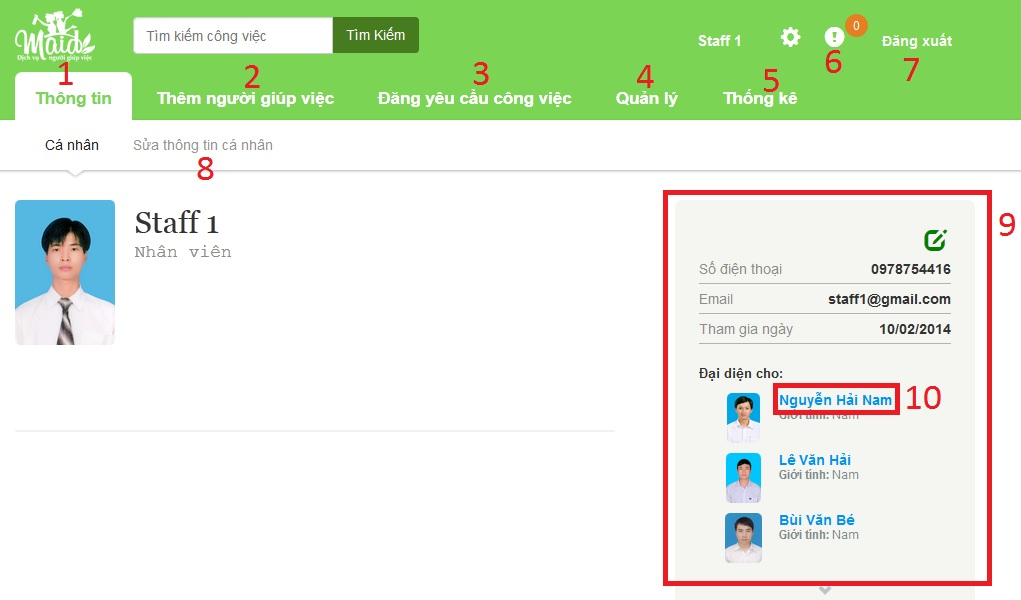 Maid
Dịch vụ người giúp việc
Tìm kiếm công việc
Tìm Kiếm
Staff 1
0
Đăng xuất
1
2
3
4
5
6
7
Thông tin
Thêm người giúp việc
Đăng yêu cầu công việc
Quản lý
Thống kê
Cá nhân
Sửa thông tin cá nhân
8
Staff 1
Nhân viên
9
Số điện thoại 0978754416
Email staff1@gmail.com
Tham gia ngày 10/02/2014
Đại diện cho:
Nguyễn Hải Nam
10
Giới tính: Nam
Lê Văn Hải
Giới tính: Nam
Bùi Văn Bé
Giới tính: Nam